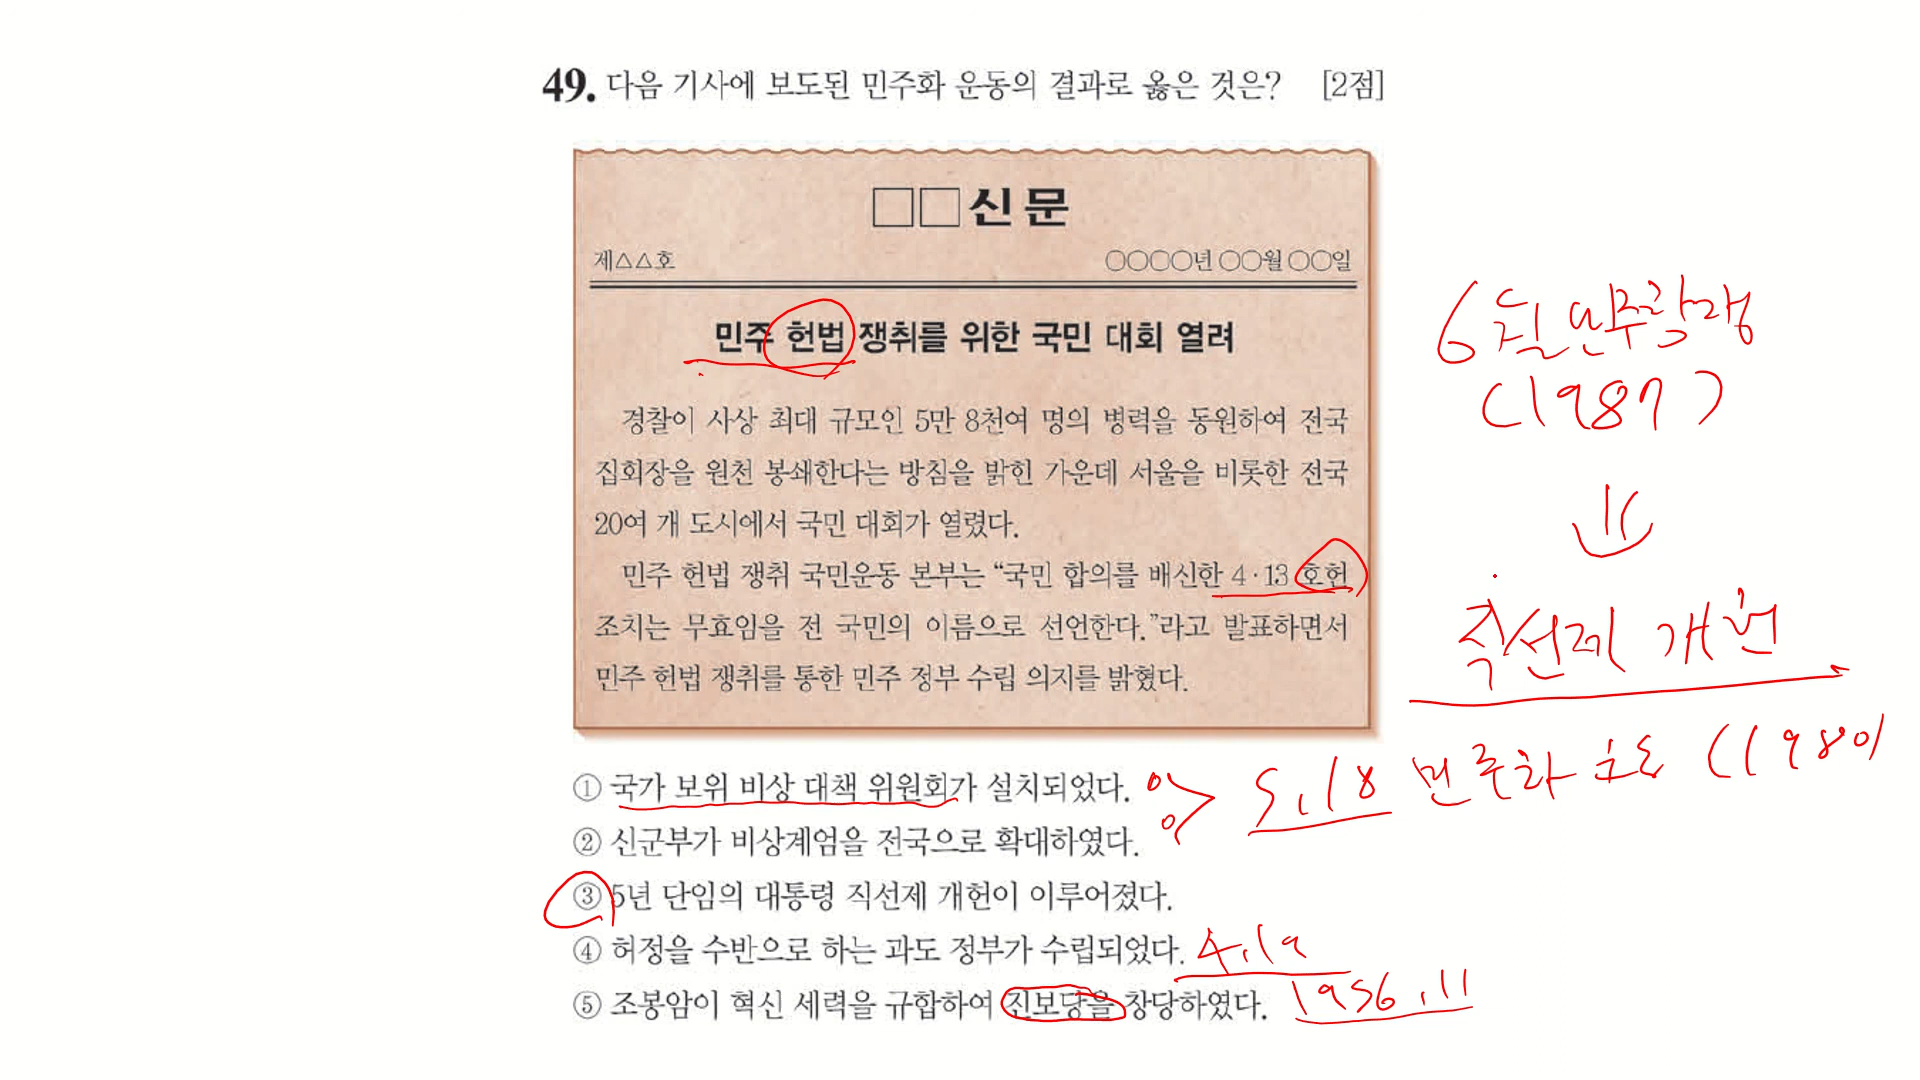 49. 다음 기사에 보도된 민주화 운동의 결과로 옳은 것은? [2점]
□□신문
제△△호 ○○○○년 ○○월 ○○일
민주 헌법 쟁취를 위한 국민 대회 열려
경찰이 사상 최대 규모인 5만 8천여 명의 병력을 동원하여 전국
집회장을 원천 봉쇄한다는 방침을 밝힌 가운데 서울을 비롯한 전국
20여 개 도시에서 국민 대회가 열렸다.
민주 헌법 쟁취 국민운동 본부는 “국민 합의를 배신한 4·13 호헌
조치는 무효임을 전 국민의 이름으로 선언한다.”라고 발표하면서
민주 헌법 쟁취를 통한 민주 정부 수립 의지를 밝혔다.
① 국가 보위 비상 대책 위원회가 설치되었다.
② 신군부가 비상계엄을 전국으로 확대하였다.
③ 5년 단임의 대통령 직선제 개헌이 이루어졌다.
④ 허정을 수반으로 하는 과도 정부가 수립되었다. 4.19
⑤ 조봉암이 혁신 세력을 규합하여 진보당을 창당하였다. 1956.11
6월 민주항쟁
(1987)
직선제 개헌
5.18 민주화 운동 (1980)